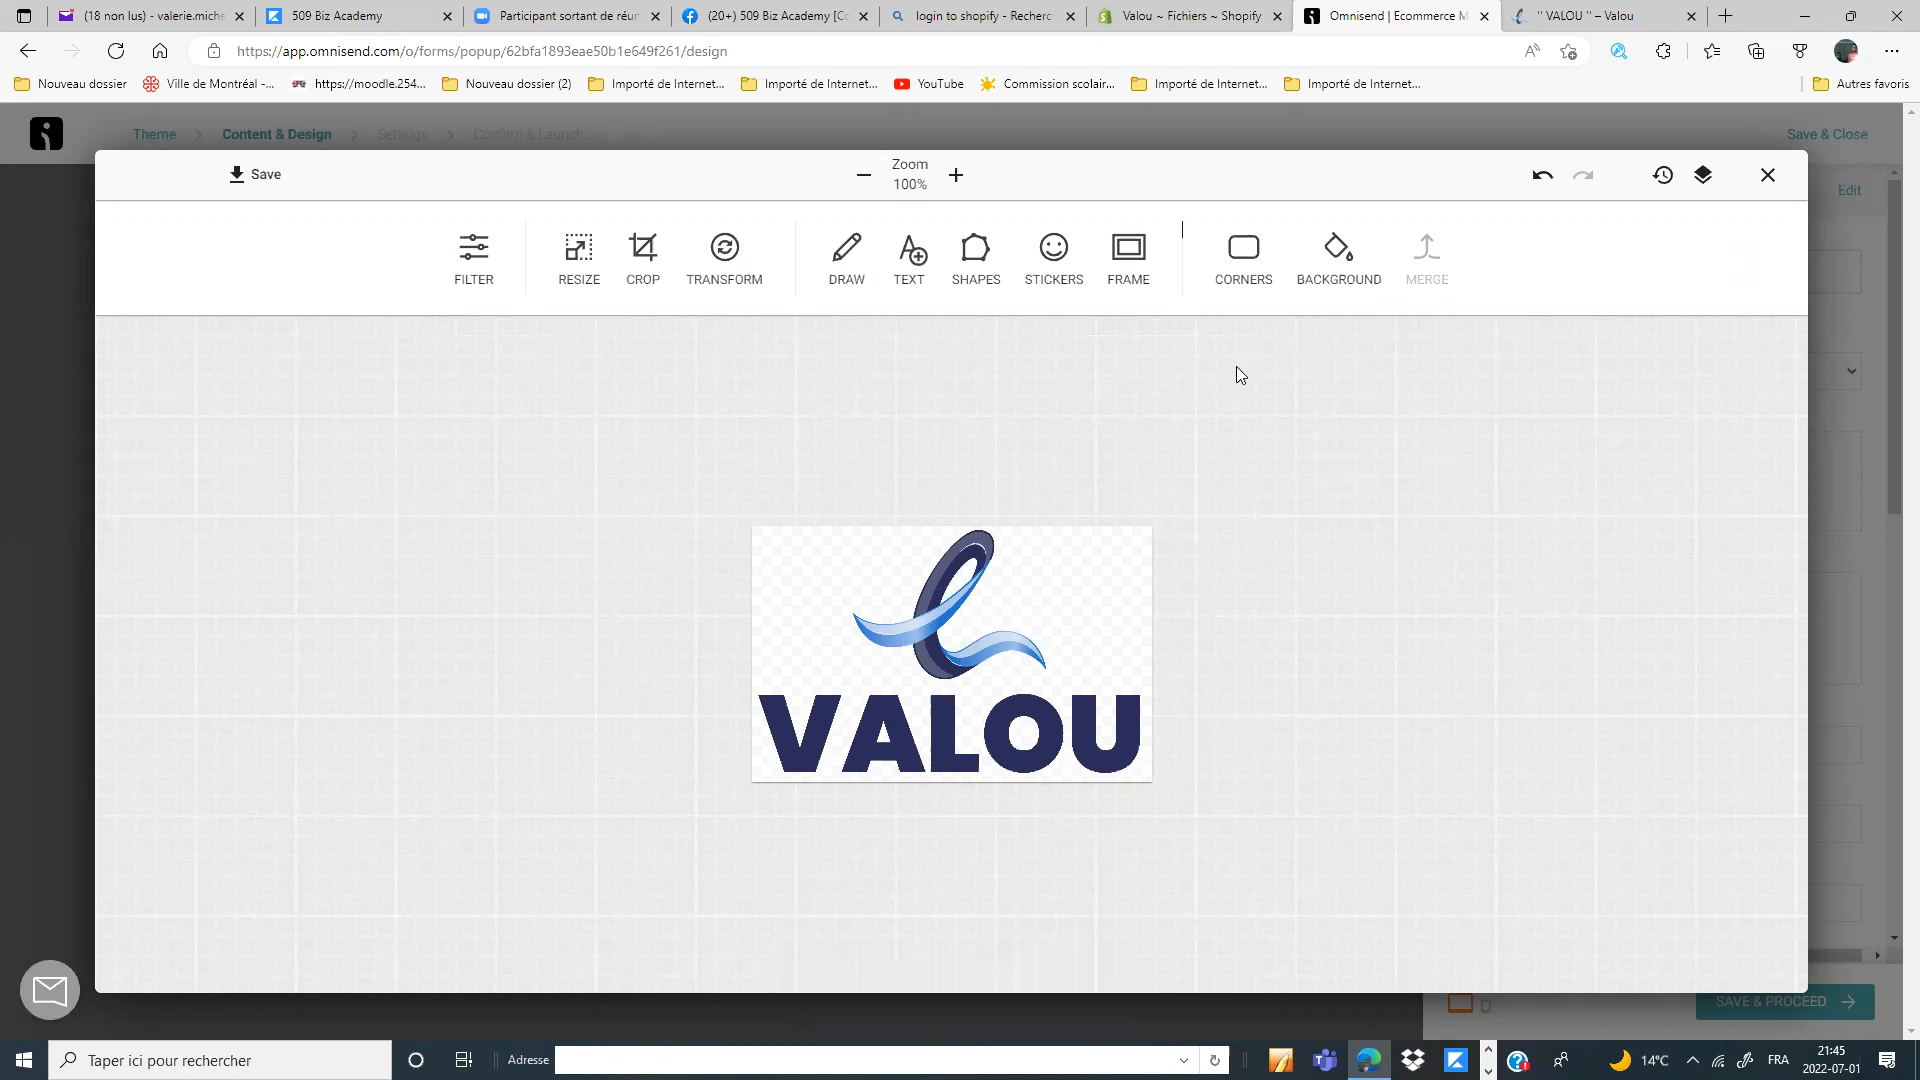 (18 non lus) - valerie.miche
509 Biz Academy
Participant sortant de réun
(20+) 509 Biz Academy [Co
login to shopify - Recherc
Valou ~ Fichiers ~ Shopify
Omnisend | Ecommerce M
" VALOU " – Valou
https://app.omnisend.com/o/forms/popup/62bfa1893eae50b1e649f261/design
Nouveau dossier
Ville de Montréal -...
https://moodle.254...
Nouveau dossier (2)
Importé de Internet...
Importé de Internet...
YouTube
Commission scolair...
Importé de Internet...
Importé de Internet...
Autres favoris
Theme
Content & Design
Settings
Confirm & Launch
Save & Close
Save
Zoom
100%
Edit
FILTER
RESIZE
CROP
TRANSFORM
DRAW
TEXT
SHAPES
STICKERS
FRAME
CORNERS
BACKGROUND
MERGE
VALOU
SAVE & PROCEED
Taper ici pour rechercher
Adresse
14°C
FRA
21:45
2022-07-01